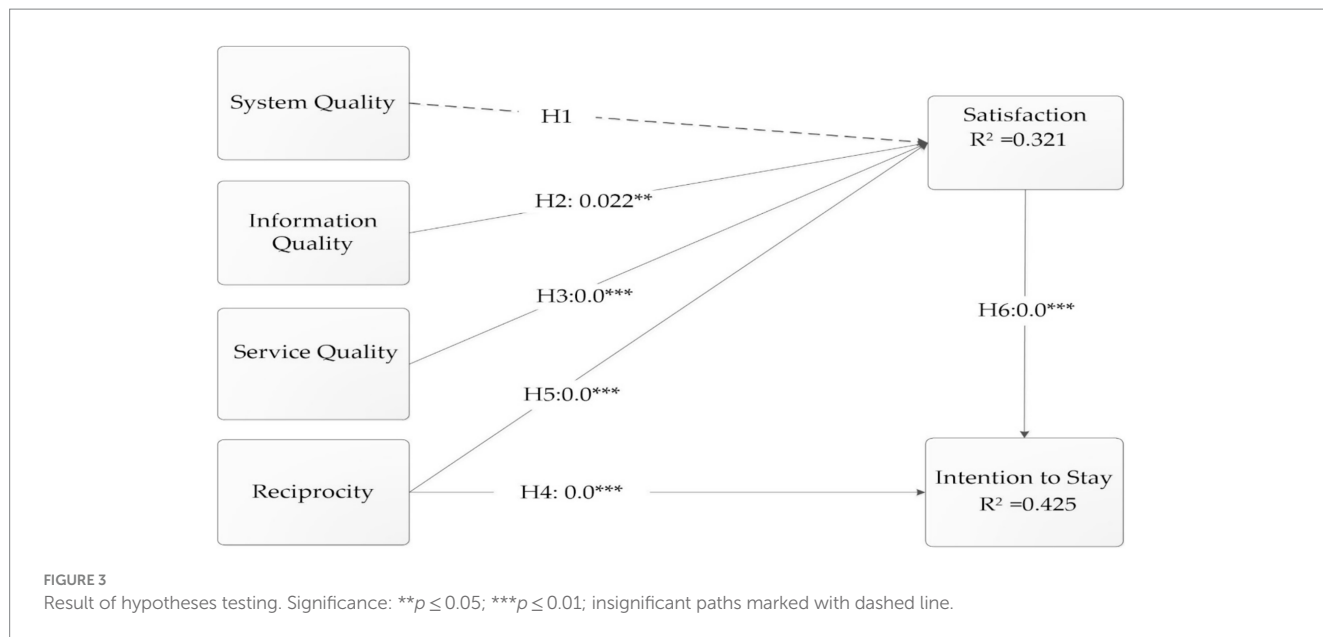 System Quality
H1
Satisfaction
R² =0.321
Information
Quality
H2: 0.022**
Service Quality
H3:0.0***
H6:0.0***
H5:0.0***
Reciprocity
H4: 0.0***
Intention to Stay
R² =0.425
FIGURE 3
Result of hypotheses testing. Significance: **p ≤ 0.05; ***p ≤ 0.01; insignificant paths marked with dashed line.